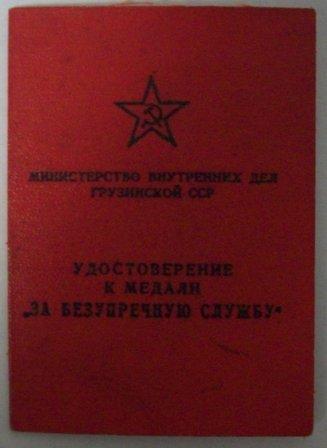 МИНИСТЕРСТВО ВНУТРЕННИХ ДЕЛ
ГРУЗИНСКОЙ ССР
УДОСТОВЕРЕНИЕ
К МЕДАЛИ
„ЗА БЕЗУПРЕЧНУЮ СЛУЖБУ“